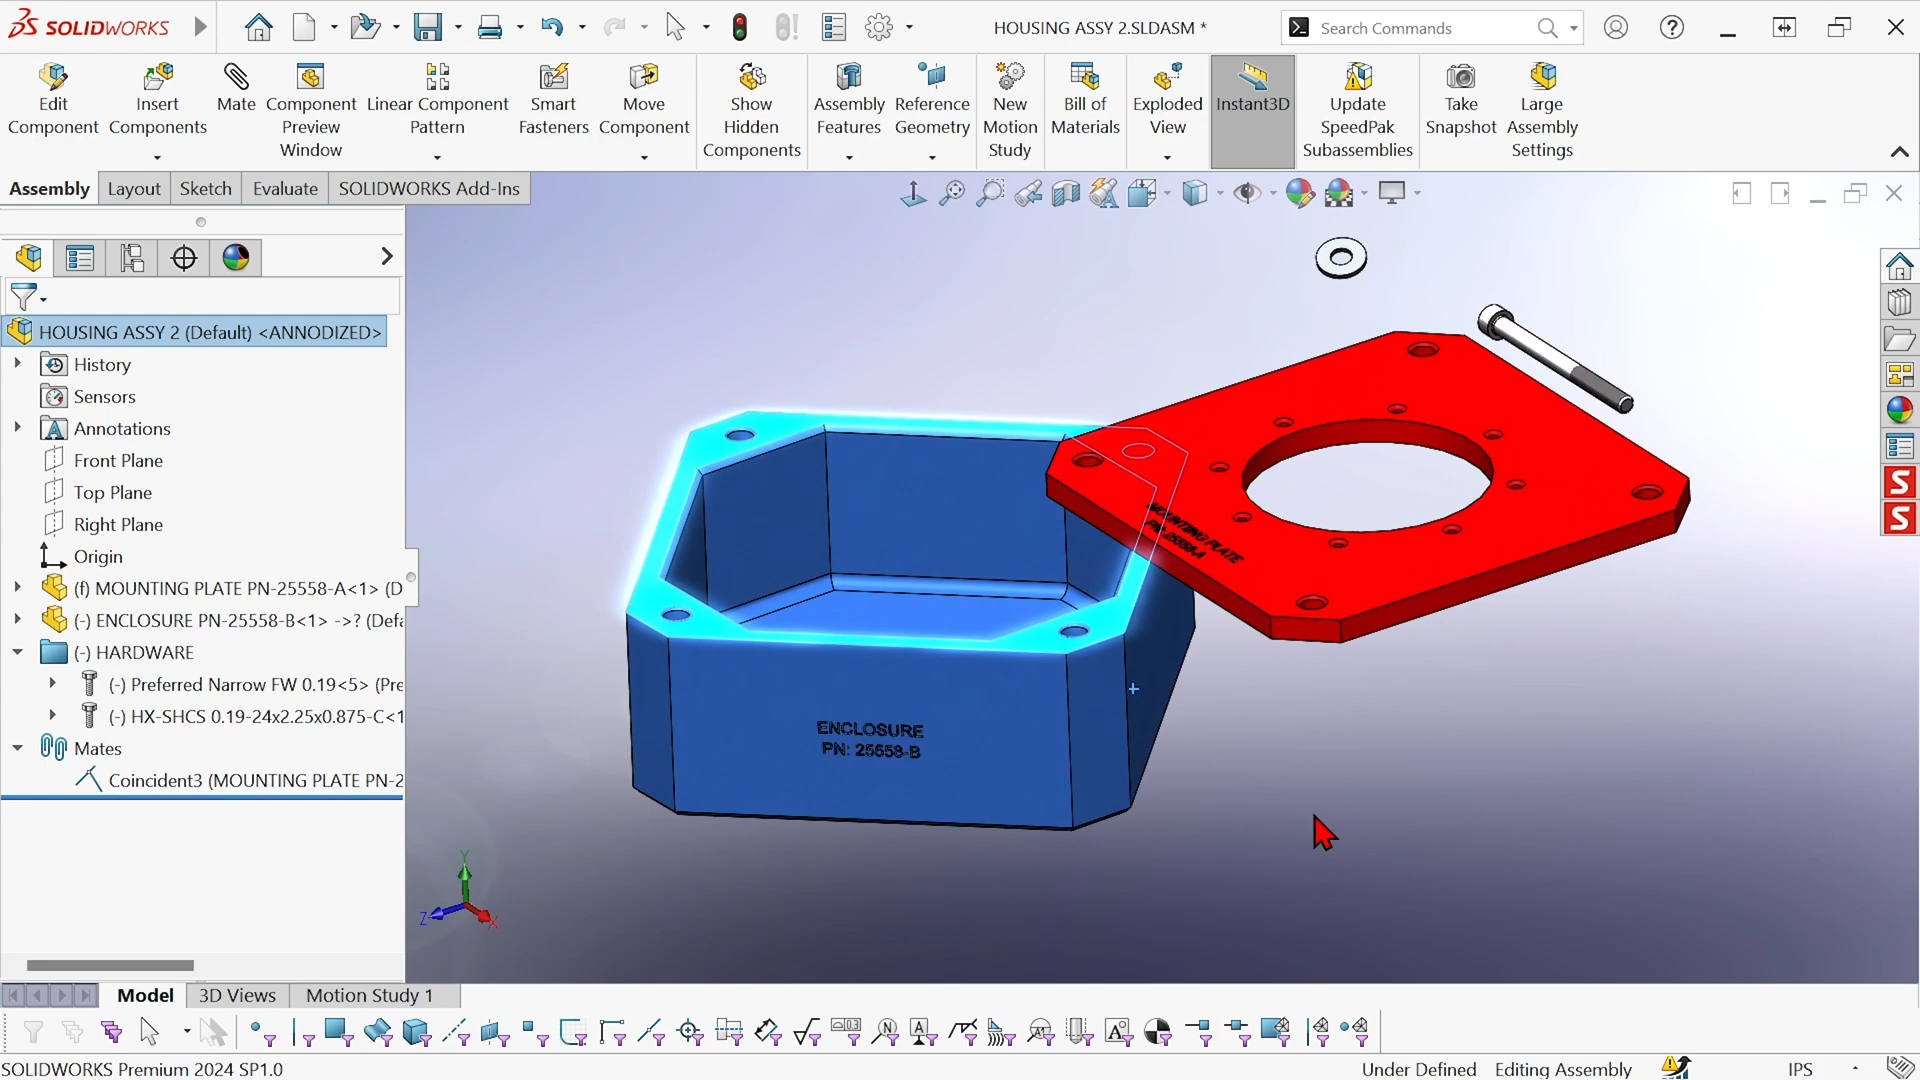 SOLIDWORKS
HOUSING ASSY 2.SLDASM *
Search Commands
Edit Component
Insert Components
Mate
Component Preview Window
Linear Component Pattern
Smart Fasteners
Move Component
Show Hidden Components
Assembly Features
Reference Geometry
New Motion Study
Bill of Materials
Exploded View
Instant3D
Update SpeedPak Subassemblies
Take Snapshot
Large Assembly Settings
Assembly
Layout
Sketch
Evaluate
SOLIDWORKS Add-Ins
HOUSING ASSY 2 (Default) <ANNODIZED>
History
Sensors
Annotations
Front Plane
Top Plane
Right Plane
Origin
(f) MOUNTING PLATE PN-25558-A<1> (D
(-) ENCLOSURE PN-25558-B<1> ->? (Defa
(-) HARDWARE
(-) Preferred Narrow FW 0.19<5> (Pre
(-) HX-SHCS 0.19-24x2.25x0.875-C<1
Mates
Coincident3 (MOUNTING PLATE PN-2
MOUNTING PLATE
PN: 25558-A
ENCLOSURE
PN: 25558-B
Y
Z
X
Model
3D Views
Motion Study 1
SOLIDWORKS Premium 2024 SP1.0
Under Defined
Editing Assembly
IPS